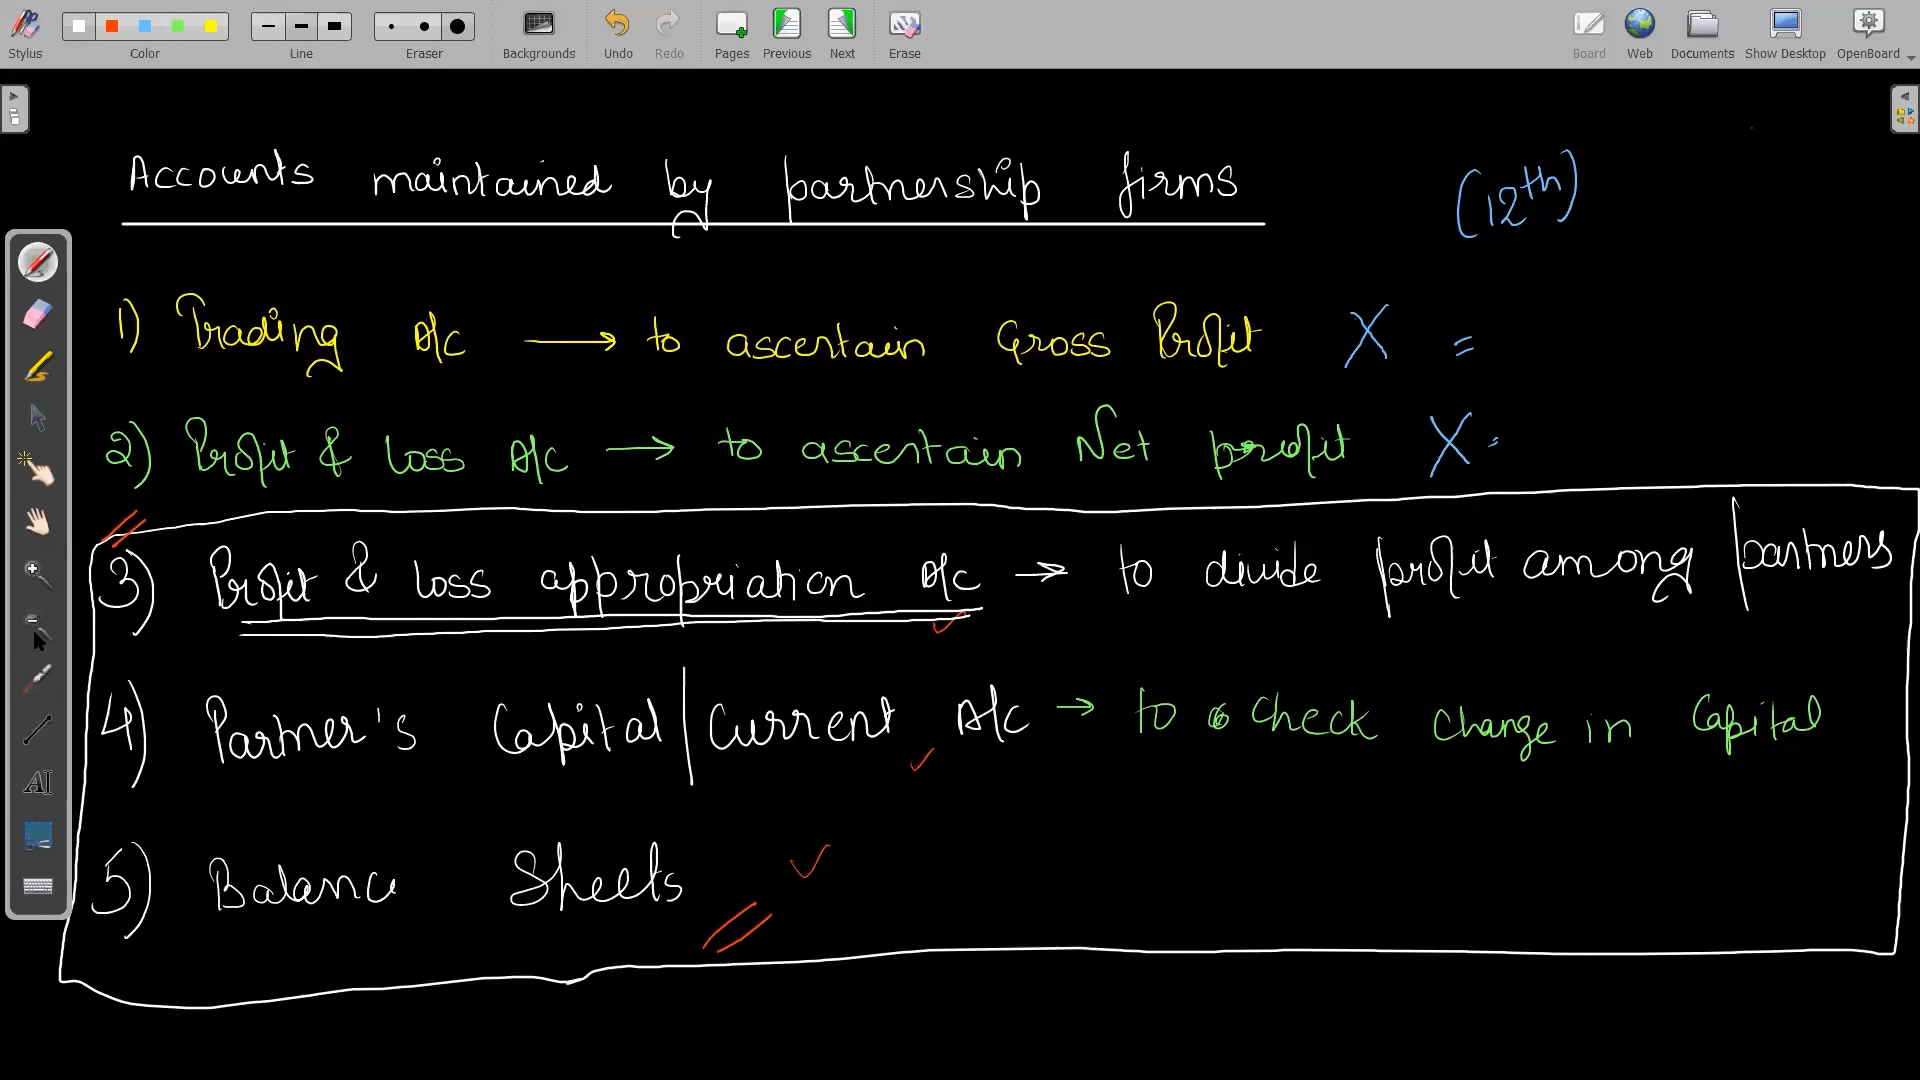 Stylus Color Line Eraser Backgrounds Undo Redo Pages Previous Next Erase Board Web Documents Show Desktop OpenBoard
Accounts maintained by partnership firms (12th)
1) Trading A/c → to ascertain Gross Profit X =
2) Profit & Loss A/c → to ascertain Net profit X =
3) Profit & loss appropriation A/c → to divide profit among partners
4) Partner's Capital/Current A/c → to check change in Capital
5) Balance Sheets ✓
AI